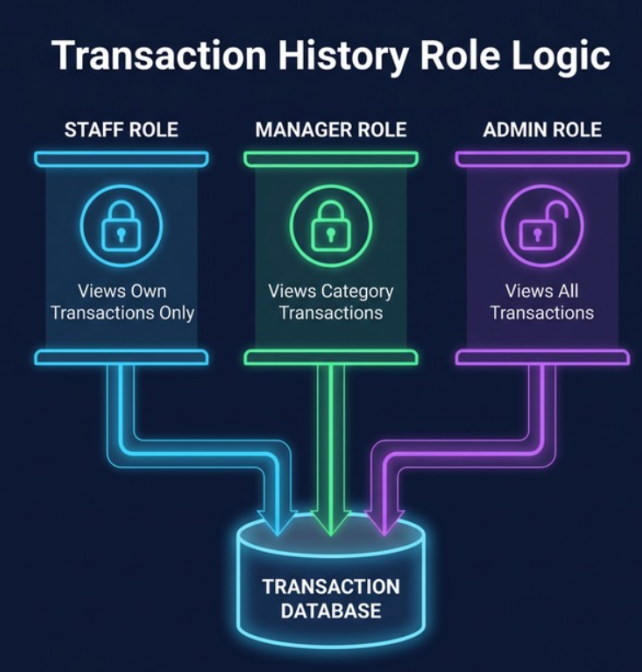 Transaction History Role Logic
STAFF ROLE
Views Own
Transactions Only
MANAGER ROLE
Views Category
Transactions
ADMIN ROLE
Views All
Transactions
TRANSACTION
DATABASE